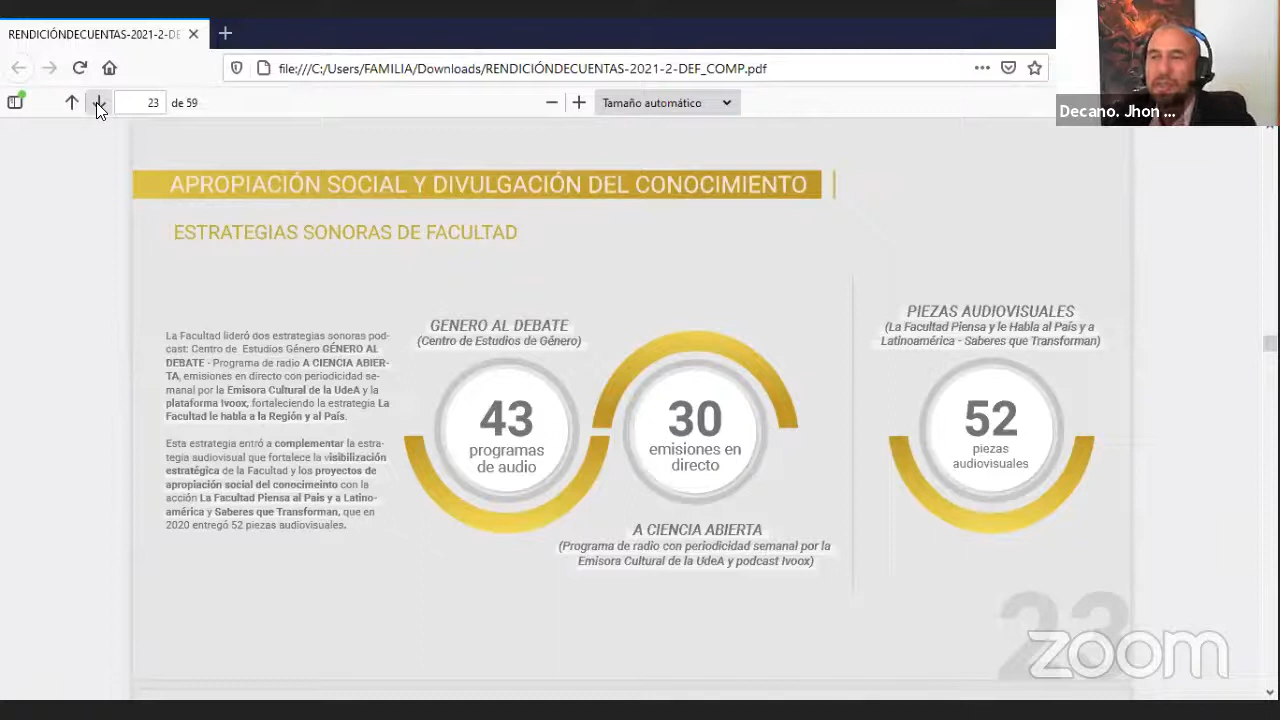 RENDICIÓNDECUENTAS-2021-2-DE
file:///C:/Users/FAMILIA/Downloads/RENDICIÓNDECUENTAS-2021-2-DEF_COMP.pdf
Decano. Jhon ...
23 de 59
Tamaño automático
APROPIACIÓN SOCIAL Y DIVULGACIÓN DEL CONOCIMIENTO
ESTRATEGIAS SONORAS DE FACULTAD
La Facultad lideró dos estrategias sonoras pod-
cast: Centro de Estudios Género GÉNERO AL
DEBATE - Programa de radio A CIENCIA ABIER-
TA, emisiones en directo con periodicidad se-
manal por la Emisora Cultural de la UdeA y la
plataforma Ivoox, fortaleciendo la estrategia La
Facultad le habla a la Región y al País.
Esta estrategia entró a complementar la estra-
tegia audiovisual que fortalece la visibilización
estratégica de la Facultad y los proyectos de
apropiación social del conocimeinto con la
acción La Facultad Piensa al Pais y a Latino-
américa y Saberes que Transforman, que en
2020 entregó 52 piezas audiovisuales.
GENERO AL DEBATE
(Centro de Estudios de Género)
43
programas
de audio
30
emisiones en
directo
A CIENCIA ABIERTA
(Programa de radio con periodicidad semanal por la
Emisora Cultural de la UdeA y podcast Ivoox)
PIEZAS AUDIOVISUALES
(La Facultad Piensa y le Habla al País y a
Latinoamérica - Saberes que Transforman)
52
piezas
audiovisuales
23
zoom